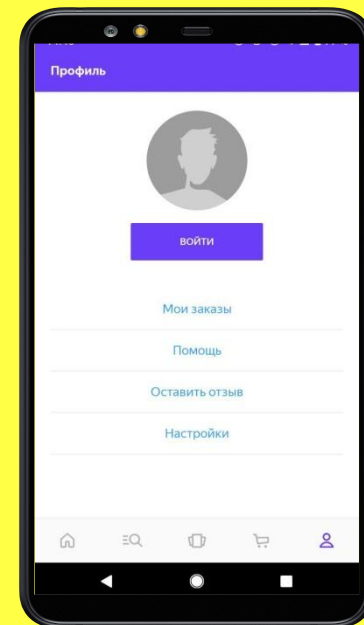 Профиль
ВОЙТИ
Мои заказы
Помощь
Оставить отзыв
Настройки